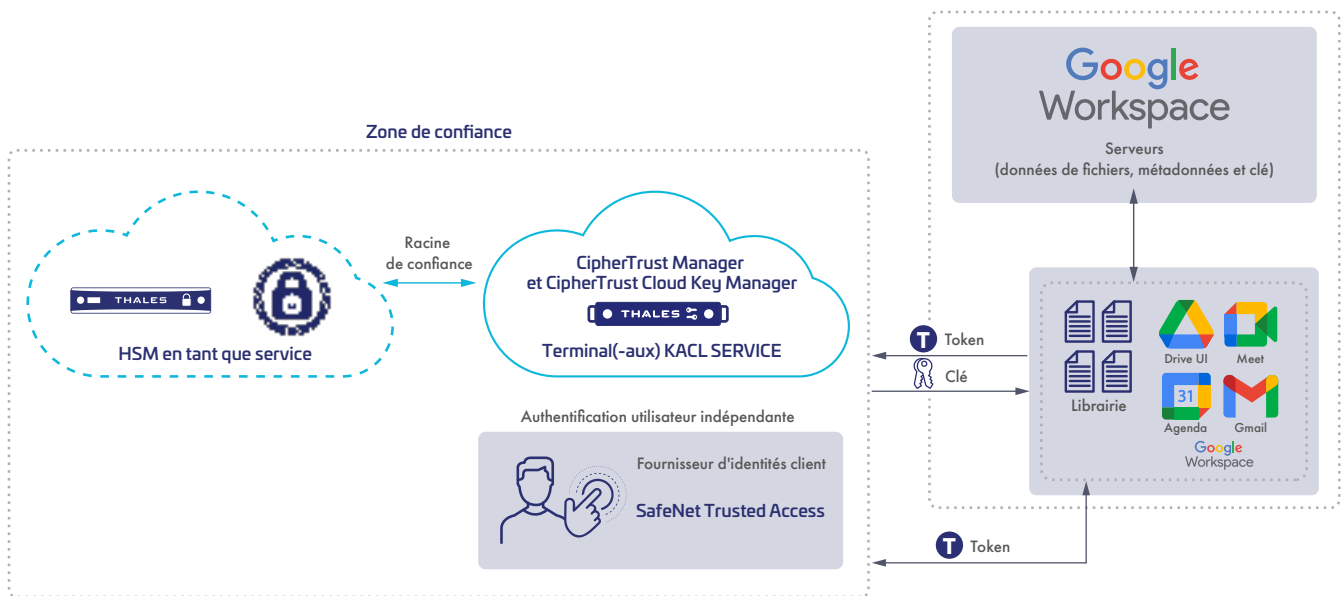 Google
Workspace
Serveurs
(données de fichiers, métadonnées et clé)
Zone de confiance
Racine
de confiance
THALES
HSM en tant que service
CipherTrust Manager
et CipherTrust Cloud Key Manager
THALES
Terminal(-aux) KACL SERVICE
T Token
Clé
Librairie
Drive UI
Meet
31
Agenda
Gmail
Google
Workspace
Authentification utilisateur indépendante
Fournisseur d'identités client
SafeNet Trusted Access
T Token